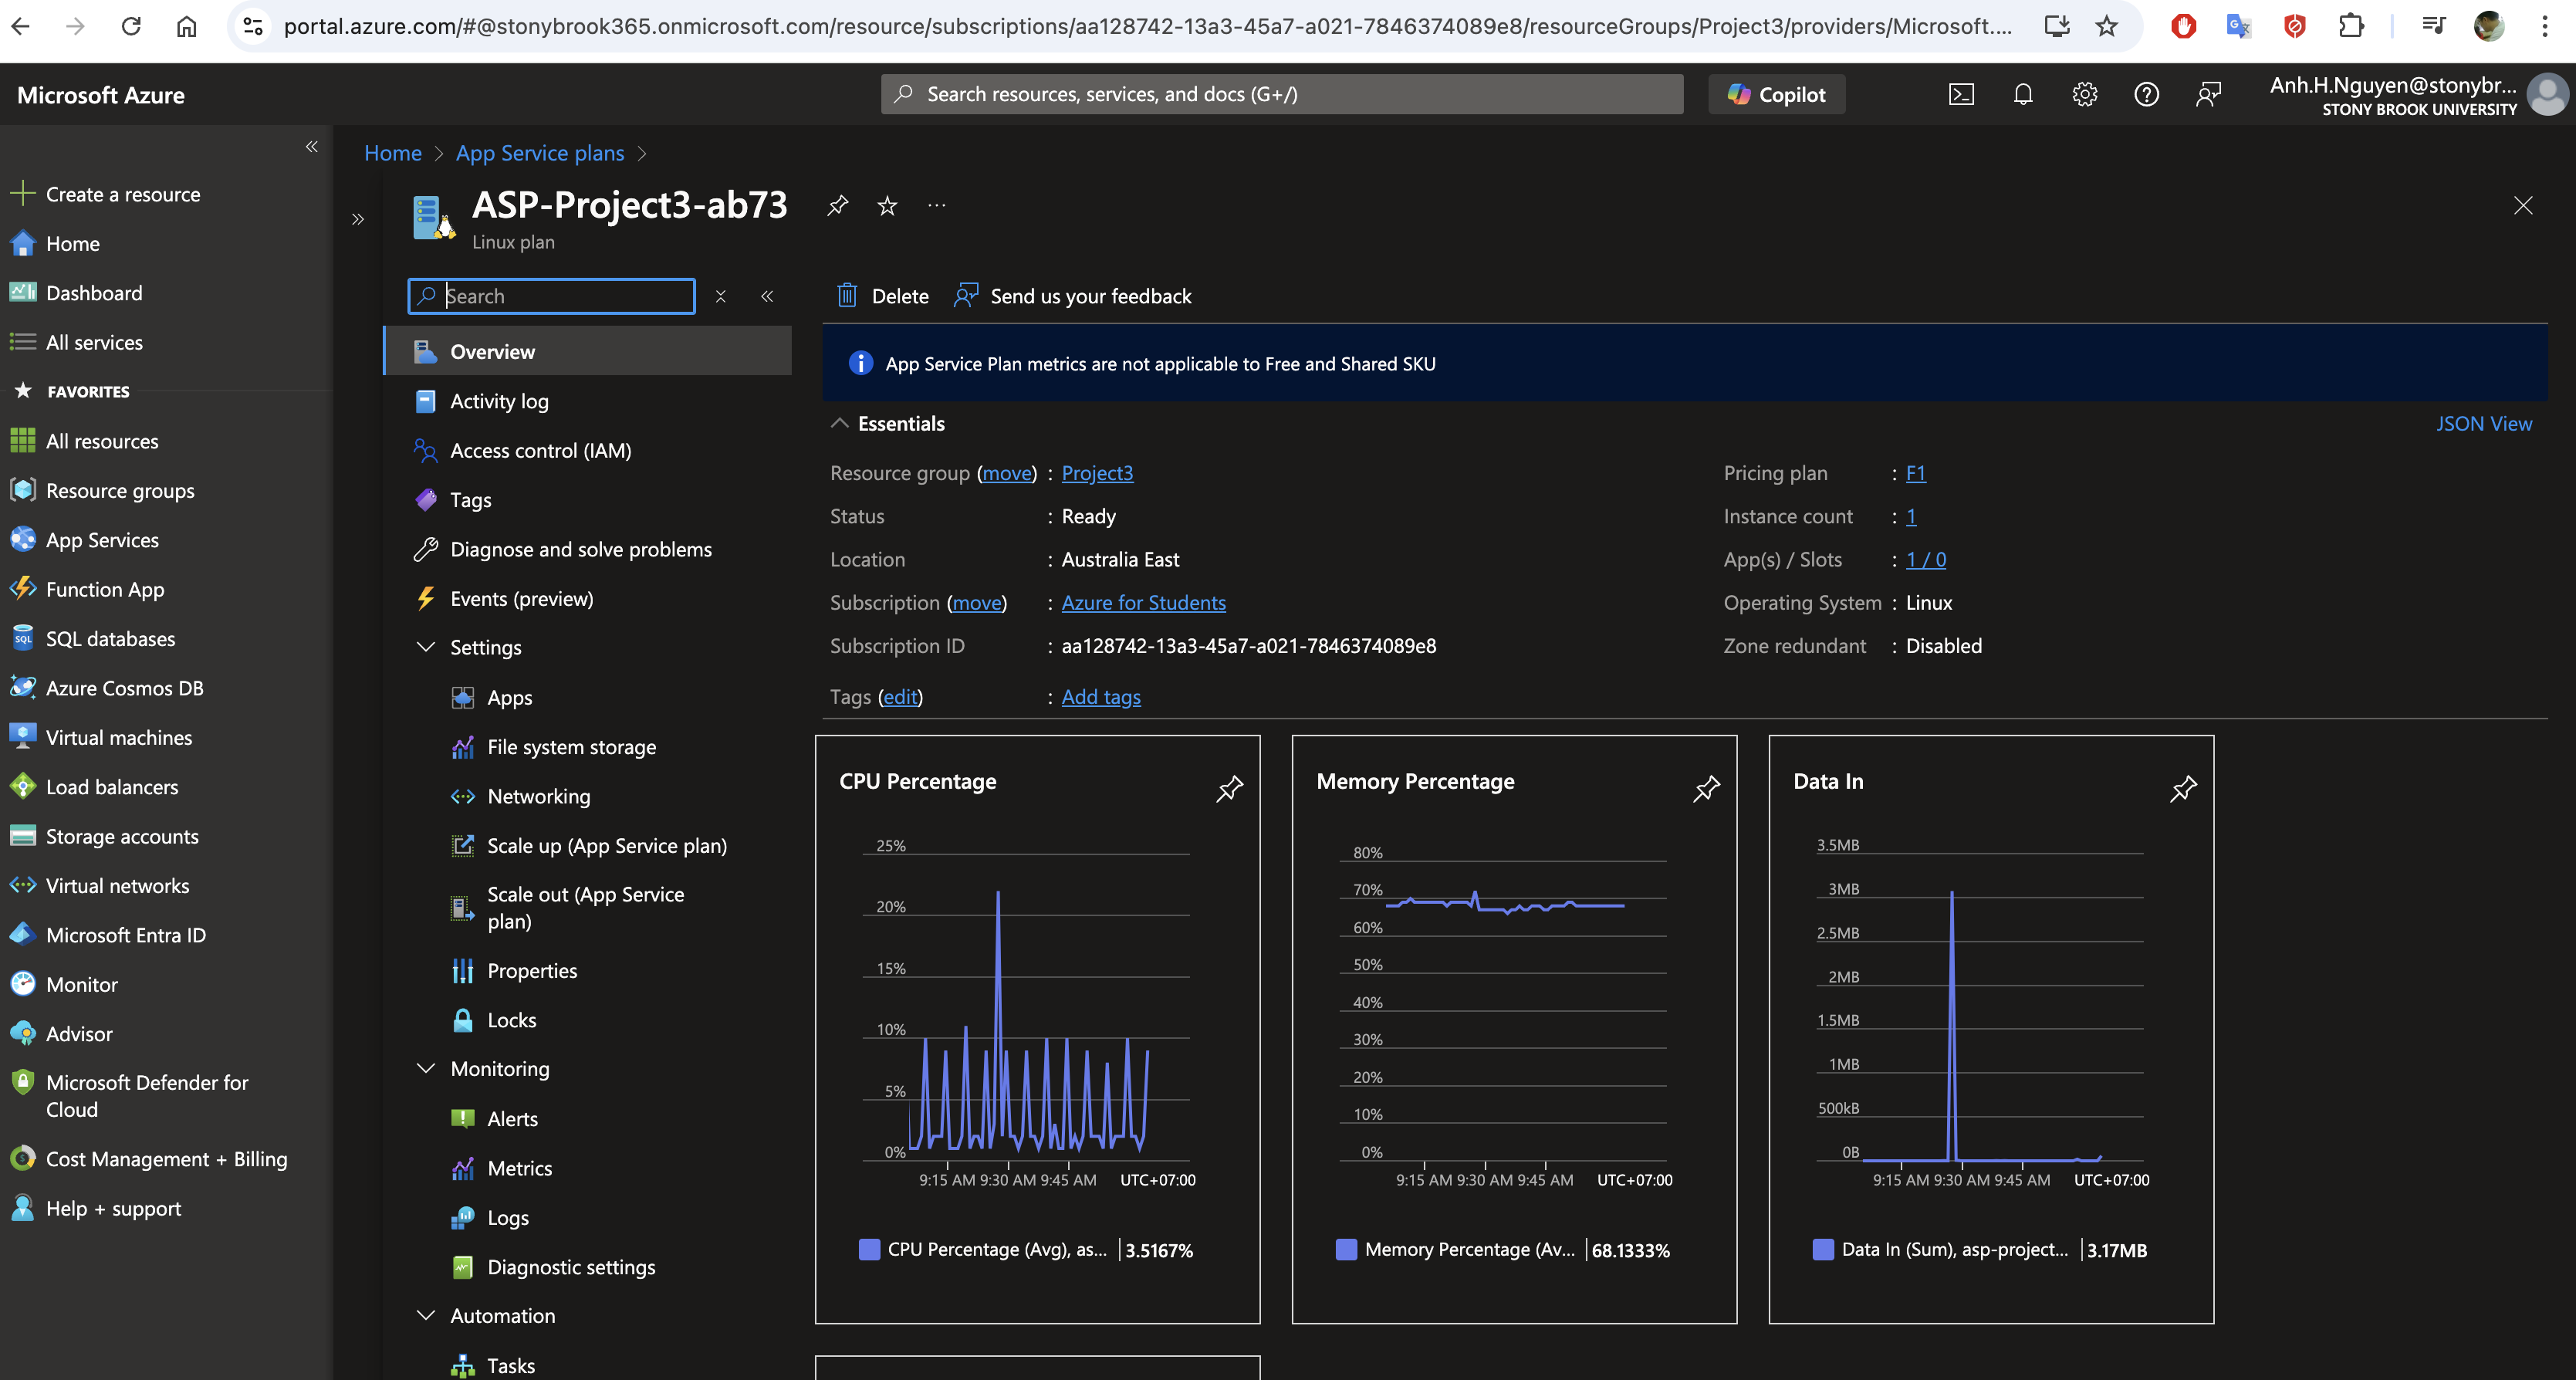 portal.azure.com/#@stonybrook365.onmicrosoft.com/resource/subscriptions/aa128742-13a3-45a7-a021-7846374089e8/resourceGroups/Project3/providers/Microsoft....
Microsoft Azure
Search resources, services, and docs (G+/)
Copilot
Anh.H.Nguyen@stonybr...
STONY BROOK UNIVERSITY
Create a resource
Home
Dashboard
All services
FAVORITES
All resources
Resource groups
App Services
Function App
SQL databases
Azure Cosmos DB
Virtual machines
Load balancers
Storage accounts
Virtual networks
Microsoft Entra ID
Monitor
Advisor
Microsoft Defender for
Cloud
Cost Management + Billing
Help + support
Home > App Service plans >
ASP-Project3-ab73
Linux plan
Search
Overview
Activity log
Access control (IAM)
Tags
Diagnose and solve problems
Events (preview)
Settings
Apps
File system storage
Networking
Scale up (App Service plan)
Scale out (App Service
plan)
Properties
Locks
Monitoring
Alerts
Metrics
Logs
Diagnostic settings
Automation
Tasks
Delete
Send us your feedback
App Service Plan metrics are not applicable to Free and Shared SKU
Essentials
JSON View
Resource group (move) : Project3
Status : Ready
Location : Australia East
Subscription (move) : Azure for Students
Subscription ID : aa128742-13a3-45a7-a021-7846374089e8
Tags (edit) : Add tags
Pricing plan : F1
Instance count : 1
App(s) / Slots : 1 / 0
Operating System : Linux
Zone redundant : Disabled
CPU Percentage
25%
20%
15%
10%
5%
0%
9:15 AM 9:30 AM 9:45 AM UTC+07:00
CPU Percentage (Avg), as... 3.5167%
Memory Percentage
80%
70%
60%
50%
40%
30%
20%
10%
0%
9:15 AM 9:30 AM 9:45 AM UTC+07:00
Memory Percentage (Av... 68.1333%
Data In
3.5MB
3MB
2.5MB
2MB
1.5MB
1MB
500kB
0B
9:15 AM 9:30 AM 9:45 AM UTC+07:00
Data In (Sum), asp-project... 3.17MB